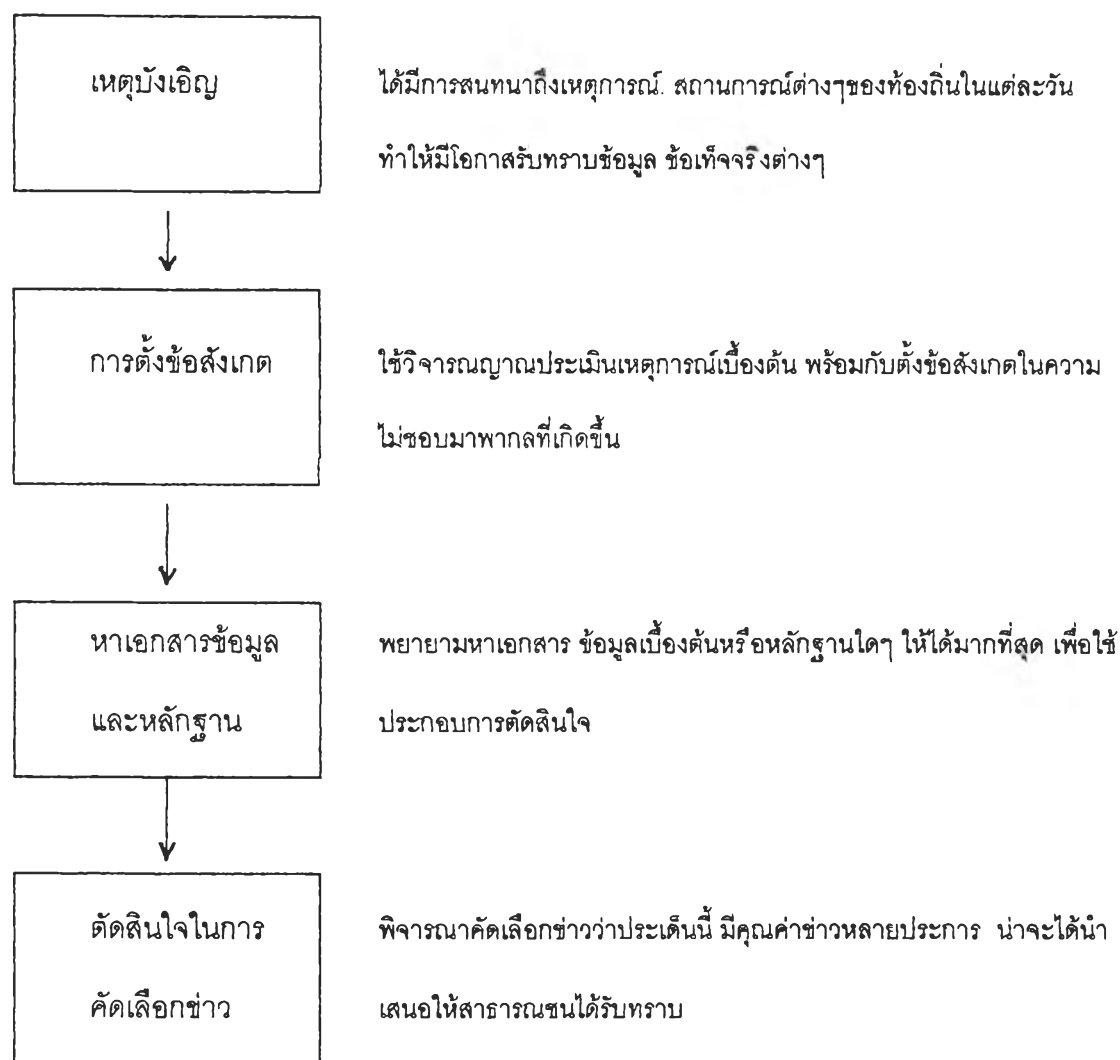 เหตุบังเอิญ
ได้มีการสนทนาถึงเหตุการณ์. สถานการณ์ต่างๆของท้องถิ่นในแต่ละวัน
ทำให้มีโอกาสรับทราบข้อมูล ข้อเท็จจริงต่างๆ
การตั้งข้อสังเกต
ใช้วิจารณญาณประเมินเหตุการณ์เบื้องต้น พร้อมกับตั้งข้อสังเกตในความ
ไม่ชอบมาพากลที่เกิดขึ้น
หาเอกสารข้อมูล
และหลักฐาน
พยายามหาเอกสาร ข้อมูลเบื้องต้นหรือหลักฐานใดๆ ให้ได้มากที่สุด เพื่อใช้
ประกอบการตัดสินใจ
ตัดสินใจในการ
คัดเลือกข่าว
พิจารณาคัดเลือกข่าวว่าประเด็นนี้ มีคุณค่าข่าวหลายประการ น่าจะได้นำ
เสนอให้สาธารณชนได้รับทราบ